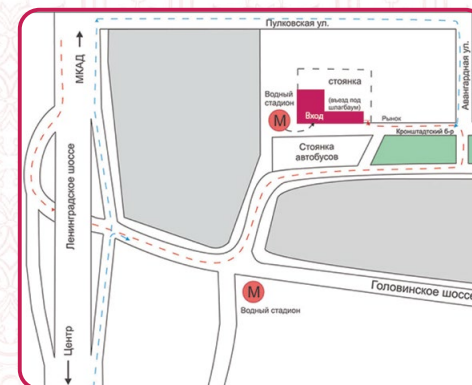 Пулковская ул.
МКАД
Авангардная ул.
стоянка
(въезд под
шлагбаум)
Водный
стадион
М
Вход
Рынок
Кронштадтский б-р
Стоянка
автобусов
Ленинградское шоссе
Головинское шоссе
М
Водный стадион
Центр